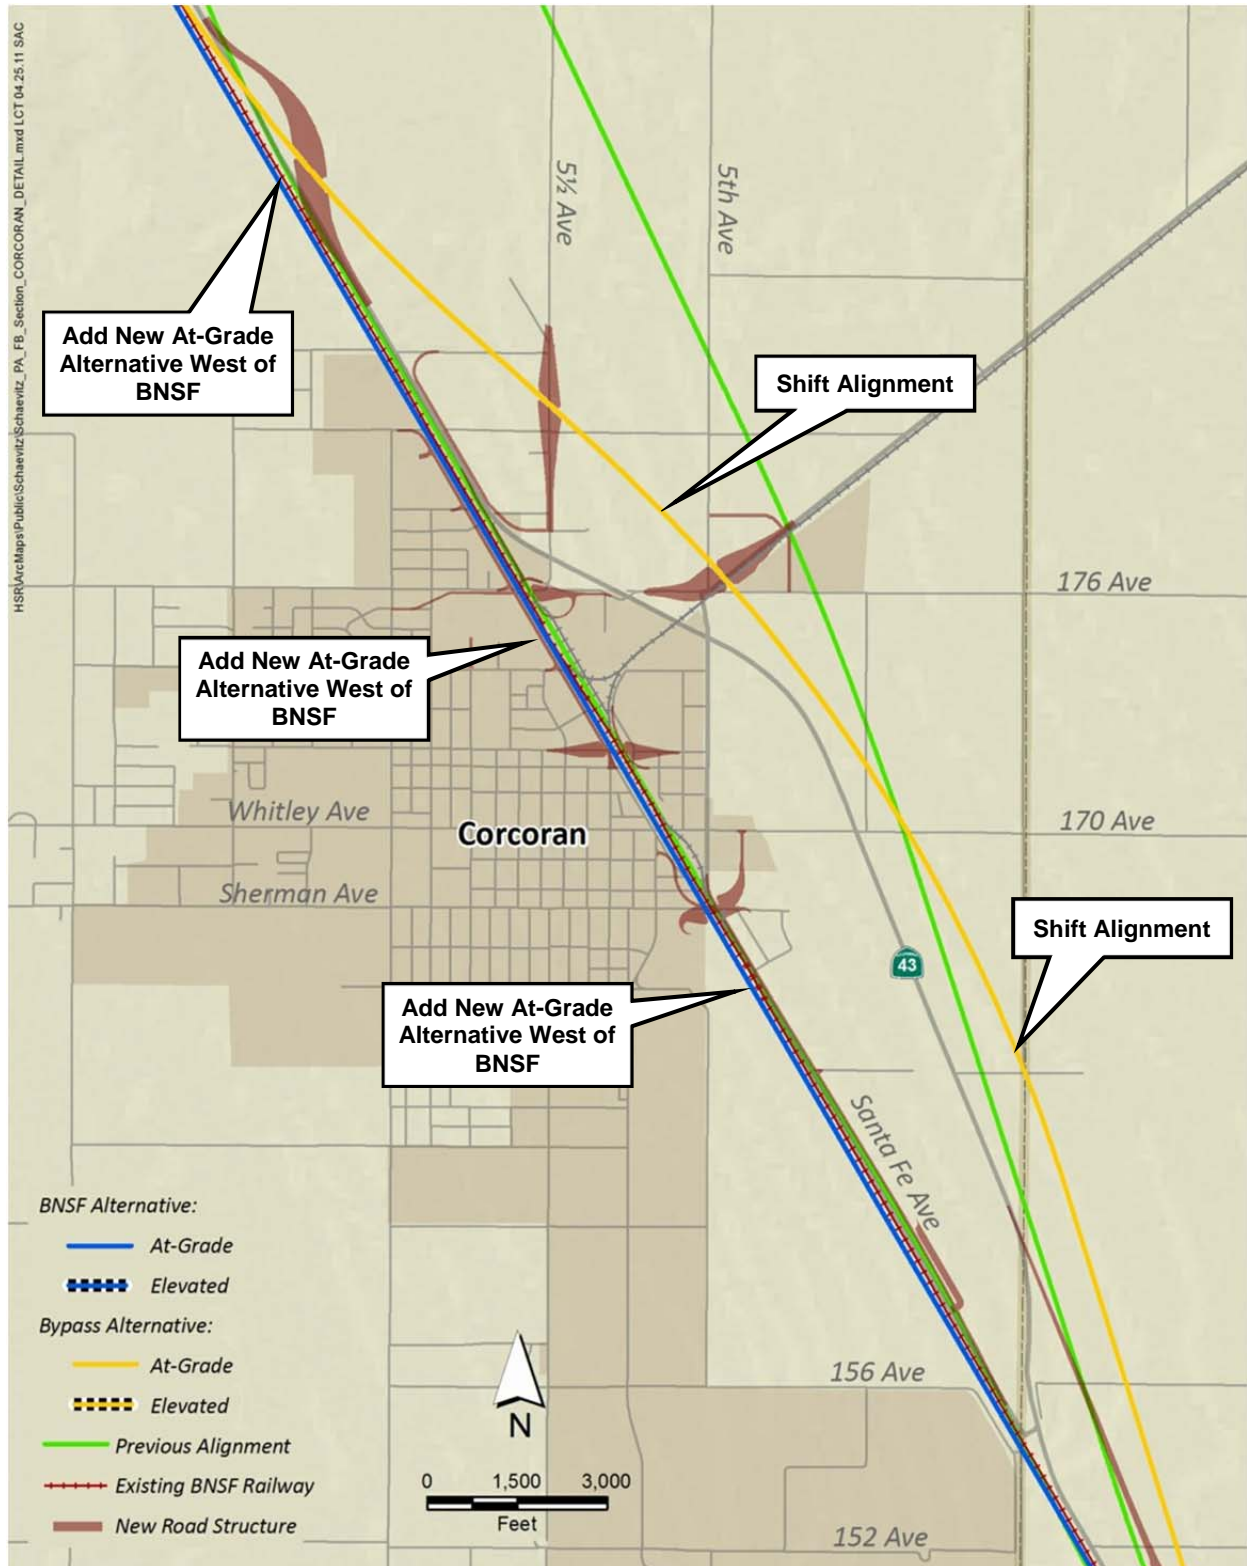 HSR\ArcMaps\Public\Schaevitz\Schaevitz_PA_FB_Section_CORCORAN_DETAIL.mxd LCT 04.25.11 SAC
5½ Ave
5th Ave
Add New At-Grade
Alternative West of
BNSF
Shift Alignment
176 Ave
Add New At-Grade
Alternative West of
BNSF
Whitley Ave
Corcoran
170 Ave
Sherman Ave
Shift Alignment
43
Add New At-Grade
Alternative West of
BNSF
Santa Fe Ave
BNSF Alternative:
At-Grade
Elevated
Bypass Alternative:
At-Grade
Elevated
Previous Alignment
Existing BNSF Railway
New Road Structure
156 Ave
N
0 1,500 3,000
Feet
152 Ave